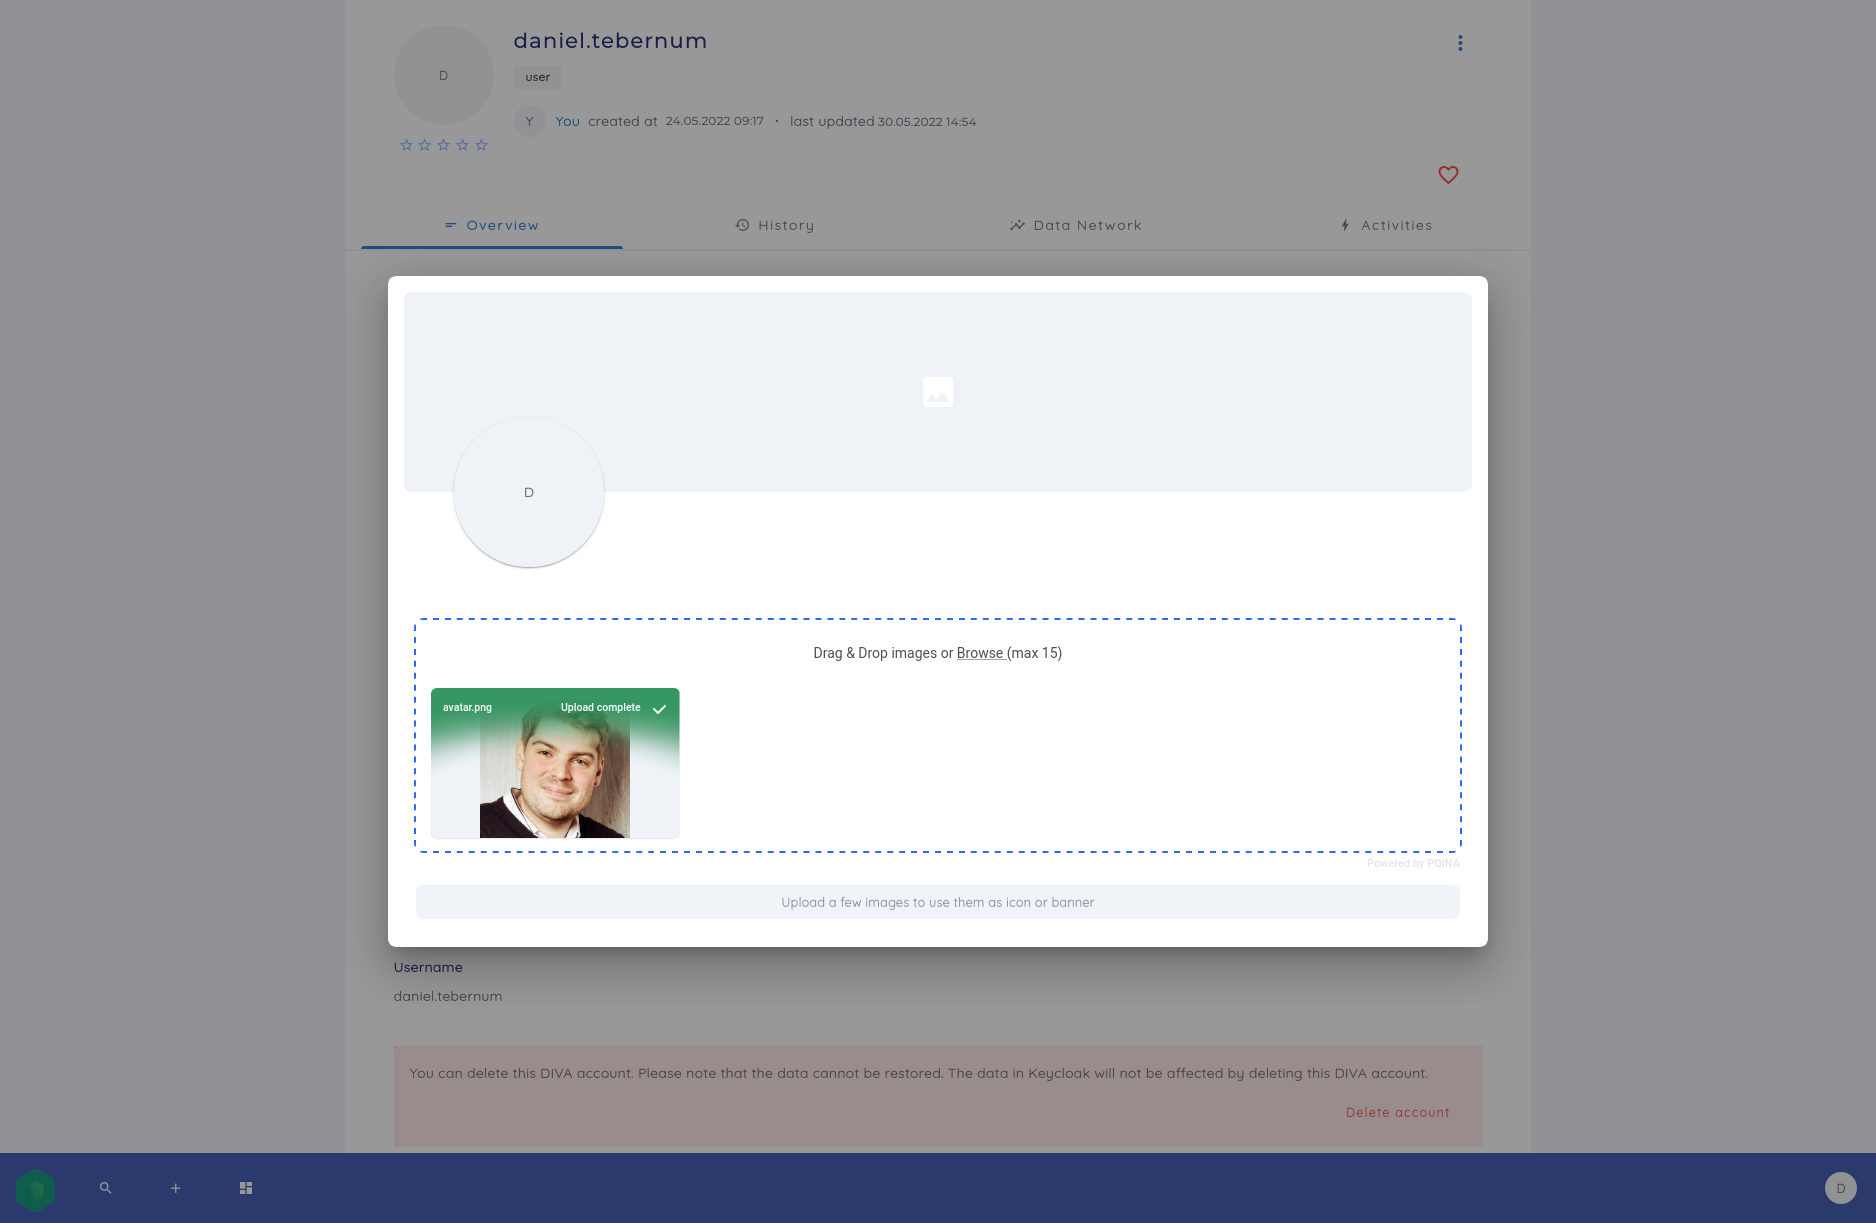 D
daniel.tebernum
user
Y You created at 24.05.2022 09:17 · last updated 30.05.2022 14:54
Overview
History
Data Network
Activities
D
Drag & Drop images or Browse (max 15)
avatar.png
Upload complete
Powered by PQINA
Upload a few images to use them as icon or banner
Username
daniel.tebernum
You can delete this DIVA account. Please note that the data cannot be restored. The data in Keycloak will not be affected by deleting this DIVA account.
Delete account
D